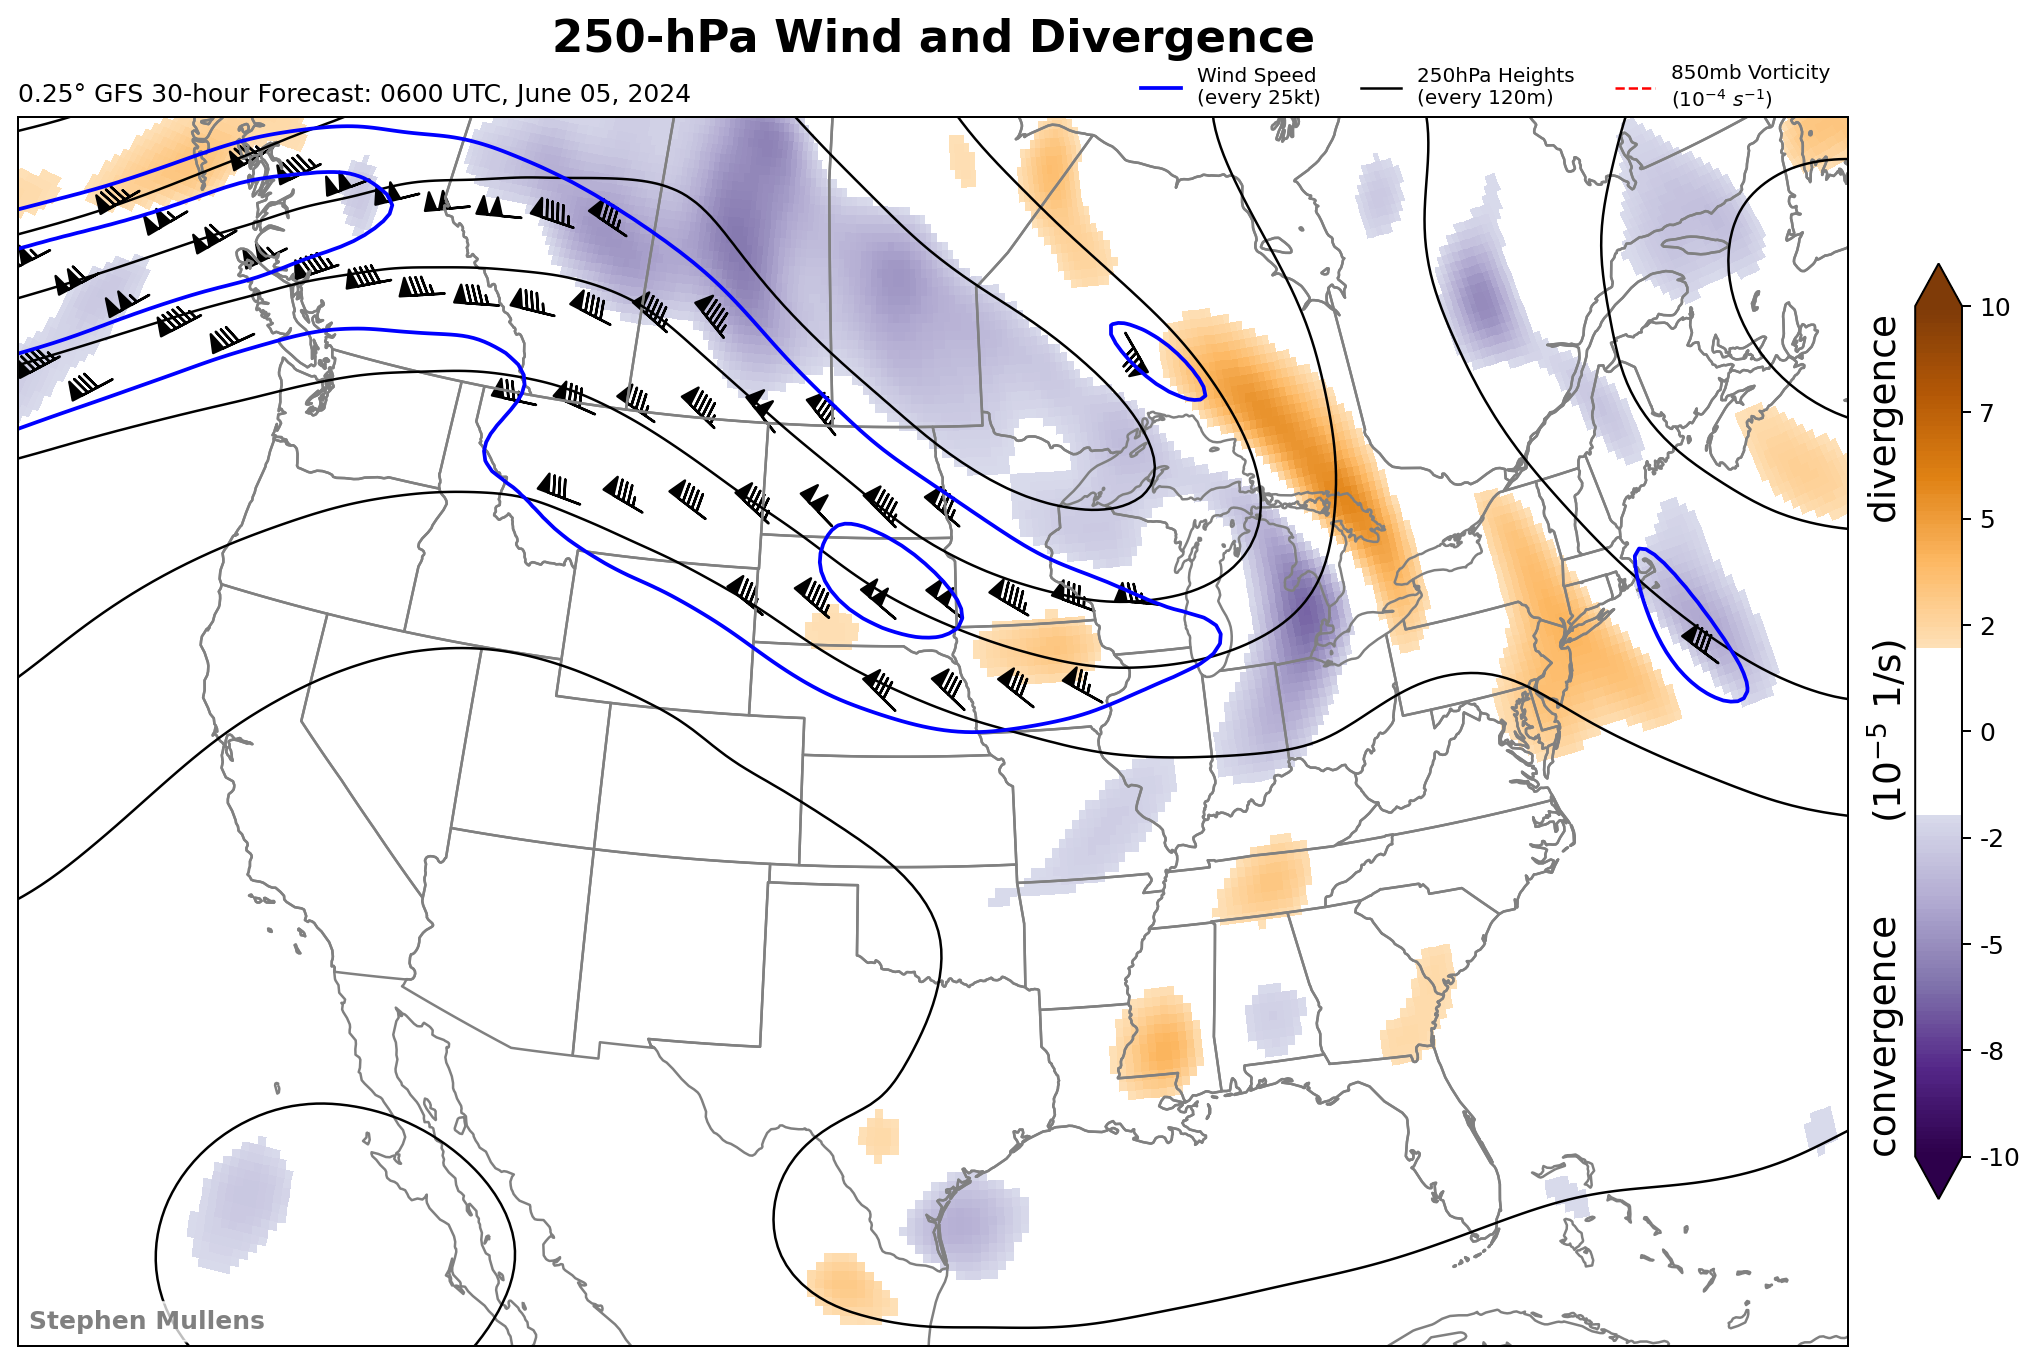 250-hPa Wind and Divergence
0.25° GFS 30-hour Forecast: 0600 UTC, June 05, 2024
Wind Speed
(every 25kt)
250hPa Heights
(every 120m)
850mb Vorticity
(10⁻⁴ s⁻¹)
10
7
5
2
0
-2
-5
-8
-10
convergence (10⁻⁵ 1/s) divergence
Stephen Mullens